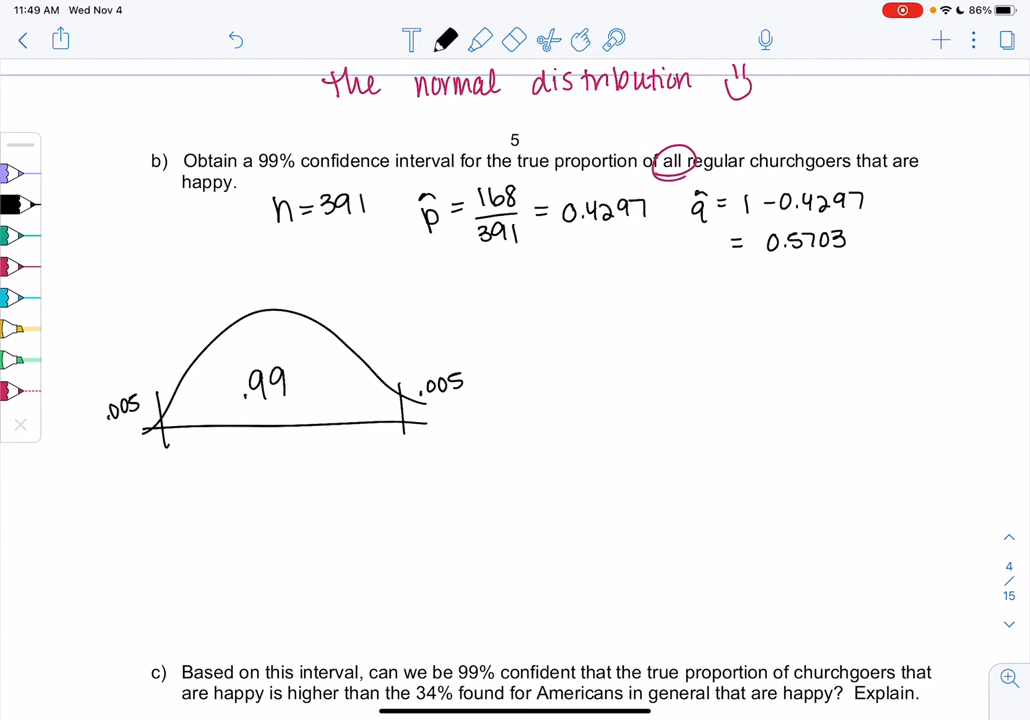 11:49 AM Wed Nov 4
86%
T
the normal distribution
5
b) Obtain a 99% confidence interval for the true proportion of all regular churchgoers that are
happy.
n = 391
p̂ = 168/391 = 0.4297
q̂ = 1 - 0.4297
= 0.5703
.005
.99
.005
4
/
15
c) Based on this interval, can we be 99% confident that the true proportion of churchgoers that
are happy is higher than the 34% found for Americans in general that are happy? Explain.